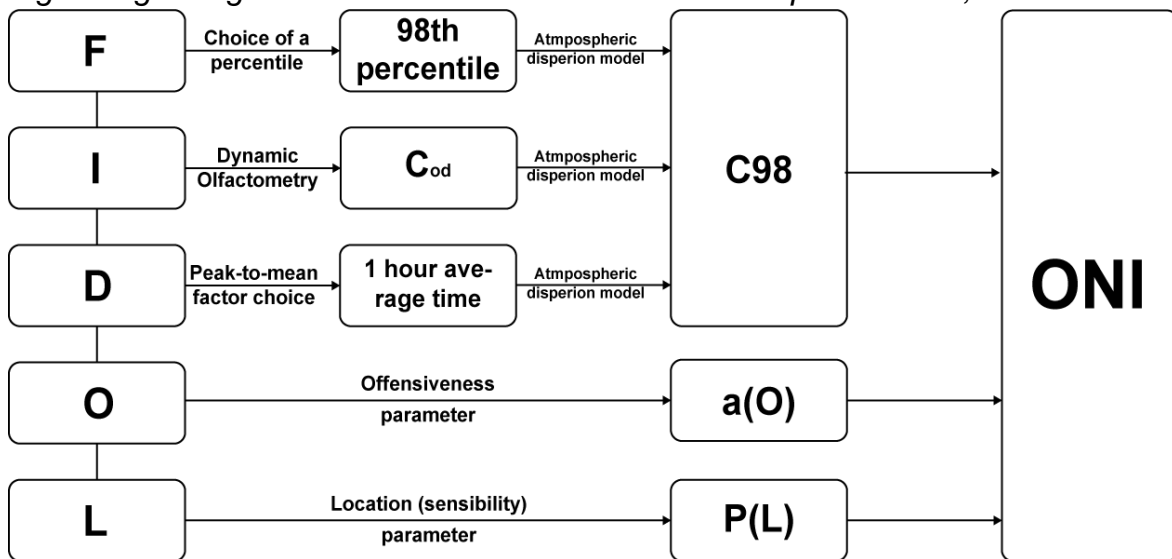 F
Choice of a
percentile
98th
percentile
Atmpospheric
disperion model
I
Dynamic
Olfactometry
Cod
Atmpospheric
disperion model
C98
D
Peak-to-mean
factor choice
1 hour ave-
rage time
Atmpospheric
disperion model
ONI
O
Offensiveness
parameter
a(O)
L
Location (sensibility)
parameter
P(L)